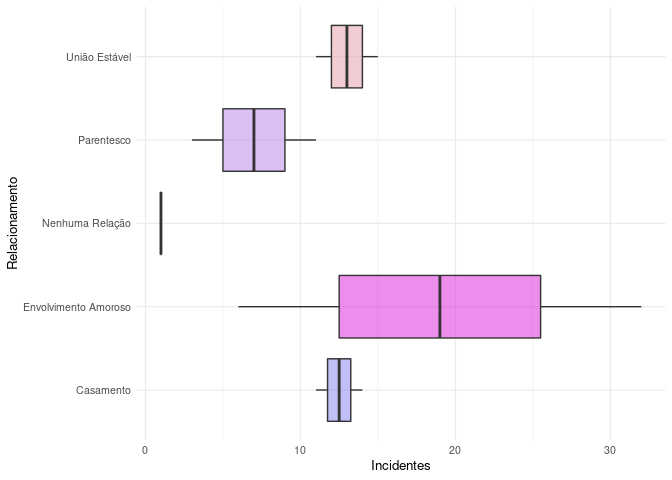 União Estável
Parentesco
Nenhuma Relação
Envolvimento Amoroso
Casamento
Relacionamento
0
10
20
30
Incidentes